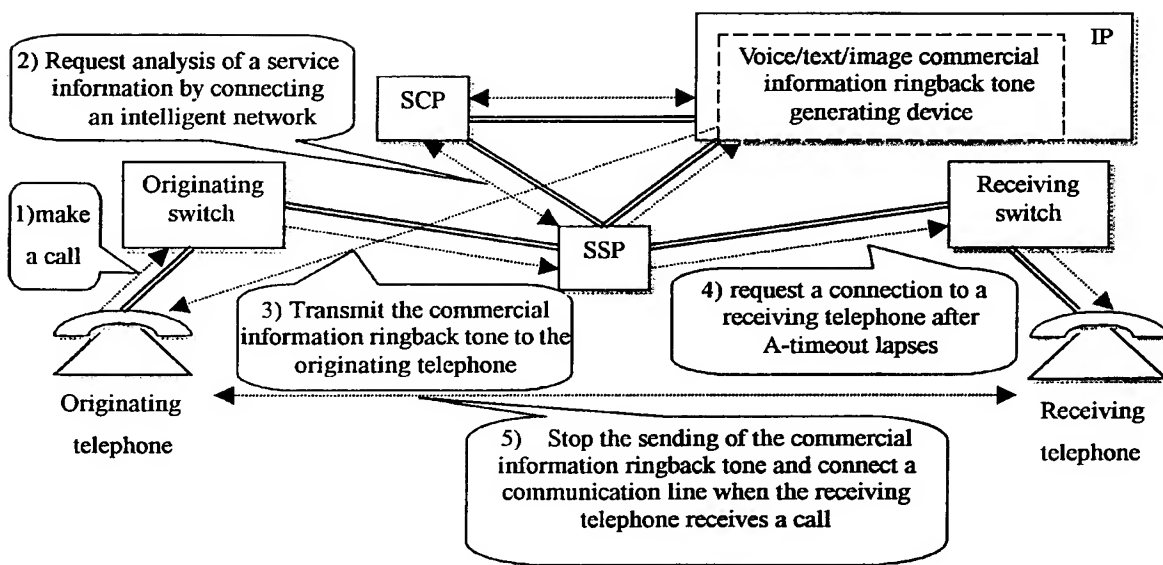 2) Request analysis of a service
information by connecting
an intelligent network
SCP
IP
Voice/text/image commercial
information ringback tone
generating device
1)make
a call
Originating
switch
SSP
Receiving
switch
3) Transmit the commercial
information ringback tone to the
originating telephone
4) request a connection to a
receiving telephone after
A-timeout lapses
Originating
telephone
Receiving
telephone
5) Stop the sending of the commercial
information ringback tone and connect a
communication line when the receiving
telephone receives a call